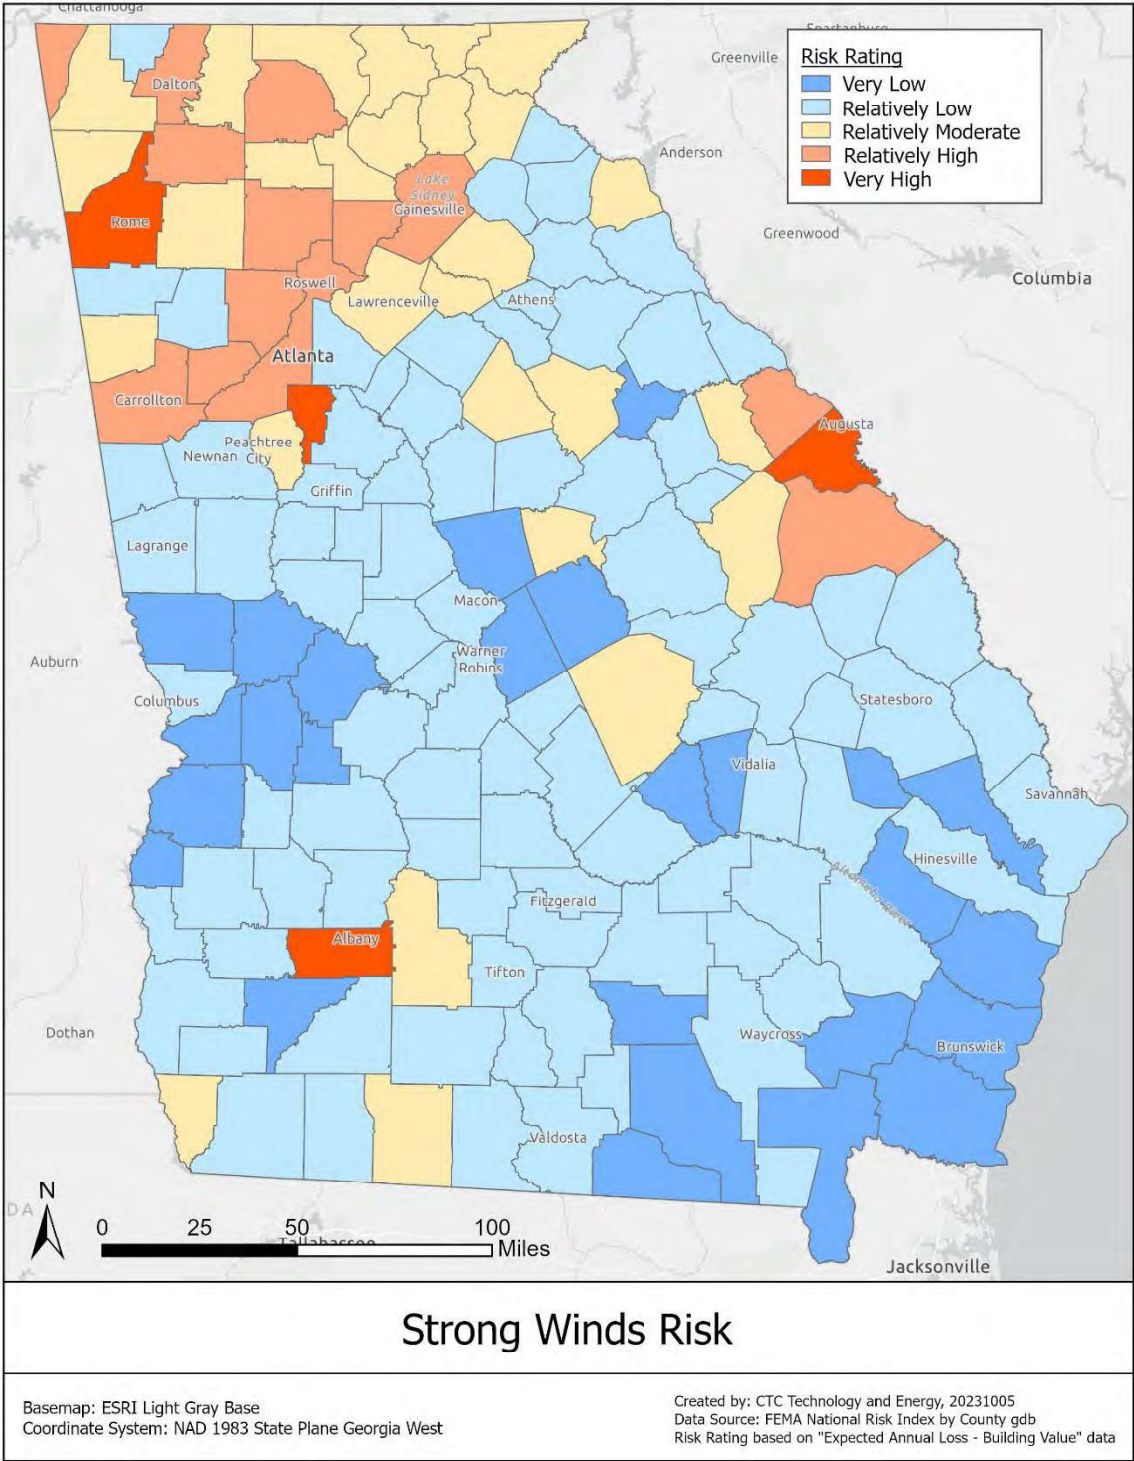 Chattanooga
Spartanburg
Greenville
Risk Rating
Very Low
Relatively Low
Relatively Moderate
Relatively High
Very High
Dalton
Anderson
Lake
Sidney
Gainesville
Rome
Greenwood
Columbia
Roswell
Lawrenceville
Athens
Atlanta
Carrollton
Augusta
Peachtree
City
Newnan
Griffin
Lagrange
Macon
Auburn
Warner
Robins
Columbus
Statesboro
Vidalia
Savannah
Hinesville
Fitzgerald
Albany
Tifton
Dothan
Waycross
Brunswick
Valdosta
N
DA
0 25 50 100
Miles
Tallahassee
Jacksonville
Strong Winds Risk
Basemap: ESRI Light Gray Base
Coordinate System: NAD 1983 State Plane Georgia West
Created by: CTC Technology and Energy, 20231005
Data Source: FEMA National Risk Index by County gdb
Risk Rating based on "Expected Annual Loss - Building Value" data